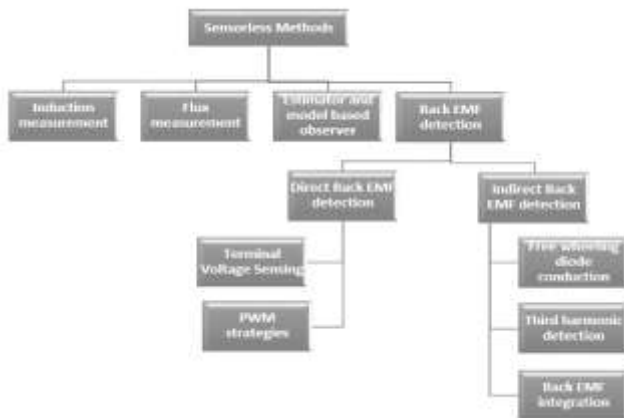 Sensorless Methods
Induction
measurement
Flux
measurement
Estimator and
model based
observer
Back EMF
detection
Direct Back EMF
detection
Indirect Back
EMF detection
Terminal
Voltage Sensing
PWM
strategies
Free wheeling
diode
conduction
Third harmonic
detection
Back EMF
integration